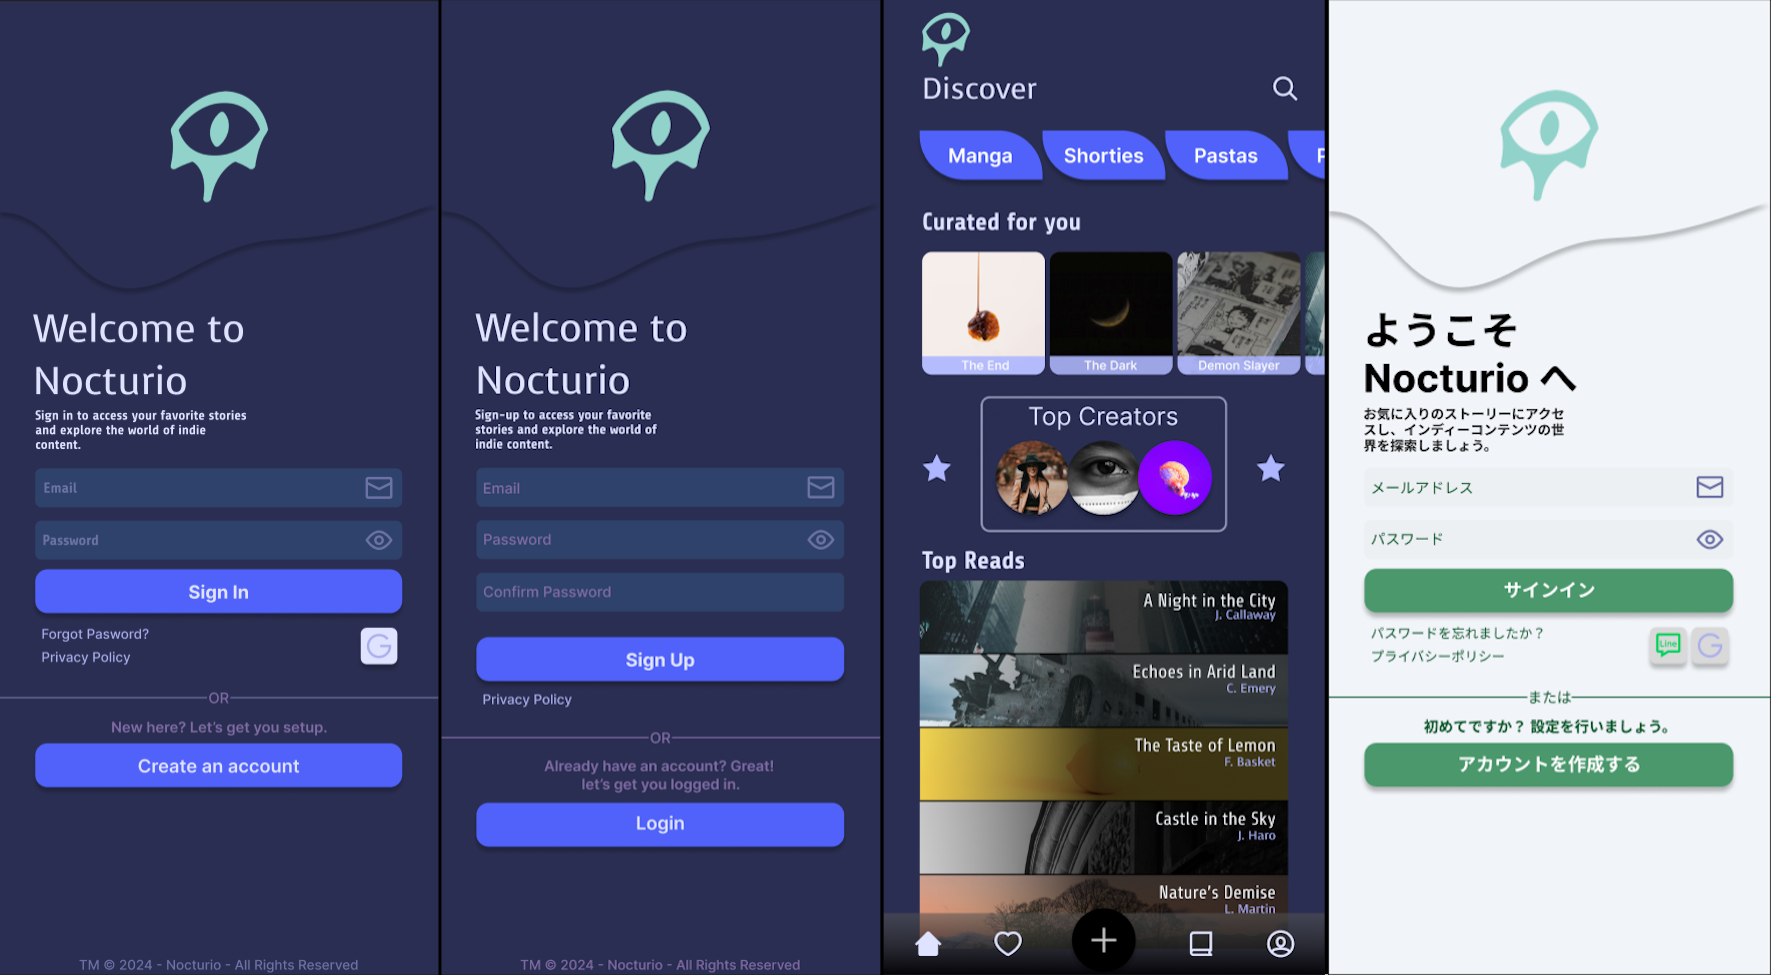 Welcome to
Nocturio
Sign in to access your favorite stories
and explore the world of indie
content.
Email
Password
Sign In
Forgot Pasword?
Privacy Policy
G
OR
New here? Let's get you setup.
Create an account
TM © 2024 - Nocturio - All Rights Reserved
Welcome to
Nocturio
Sign-up to access your favorite
stories and explore the world of
indie content.
Email
Password
Confirm Password
Sign Up
Privacy Policy
OR
Already have an account? Great!
let's get you logged in.
Login
TM © 2024 - Nocturio - All Rights Reserved
Discover
Manga
Shorties
Pastas
Curated for you
The End
The Dark
Demon Slayer
Top Creators
Top Reads
A Night in the City
J. Callaway
Echoes in Arid Land
C. Emery
The Taste of Lemon
F. Basket
Castle in the Sky
J. Haro
Nature's Demise
L. Martin
ようこそ
Nocturio へ
お気に入りのストーリーにアクセ
スし、インディーコンテンツの世
界を探索しましょう。
メールアドレス
パスワード
サインイン
パスワードを忘れましたか？
プライバシーポリシー
Line
G
または
初めてですか？ 設定を行いましょう。
アカウントを作成する